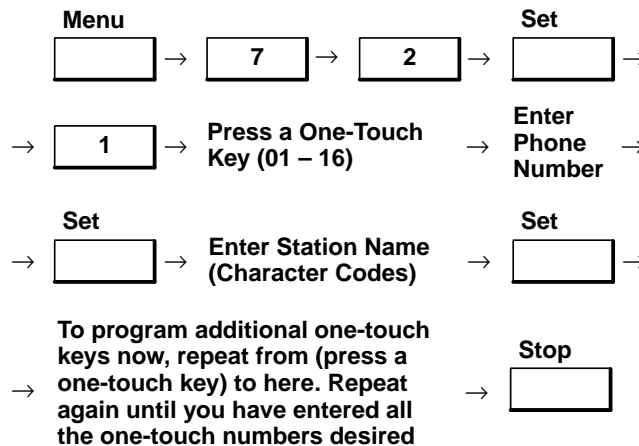 Menu
Set
→ 7 → 2 → →
→ 1 → Press a One-Touch
Key (01 – 16)
→ Enter
Phone
Number →
Set
Set
→ → Enter Station Name
(Character Codes) → →
→ To program additional one-touch
keys now, repeat from (press a
one-touch key) to here. Repeat
again until you have entered all
the one-touch numbers desired
→ Stop